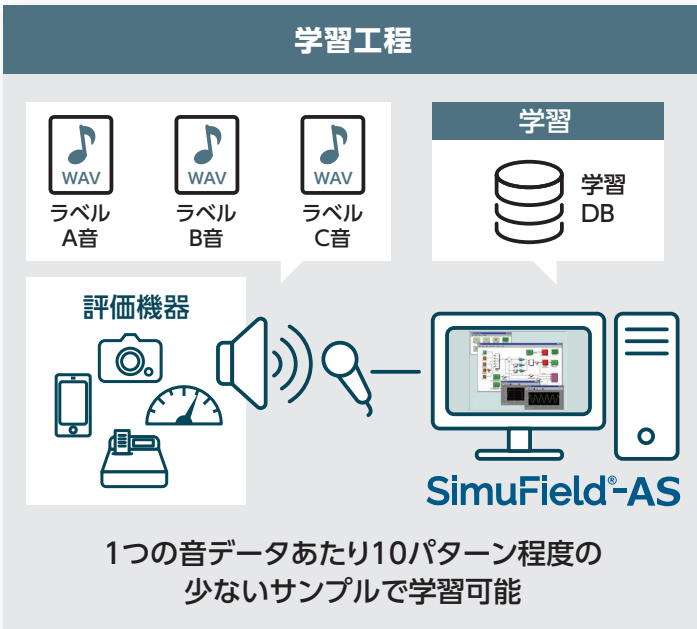 学習工程
WAV
WAV
WAV
ラベル
A音
ラベル
B音
ラベル
C音
学習
学習
DB
評価機器
SimuField®-AS
1つの音データあたり10パターン程度の
少ないサンプルで学習可能